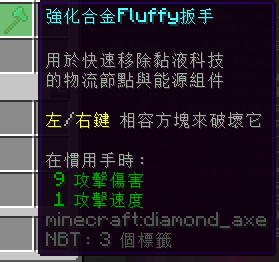 強化合金Fluffy扳手
用於快速移除黏液科技
的物流節點與能源組件
左/右鍵 相容方塊來破壞它
在慣用手時：
9 攻擊傷害
1 攻擊速度
minecraft:diamond_axe
NBT：3 個標籤